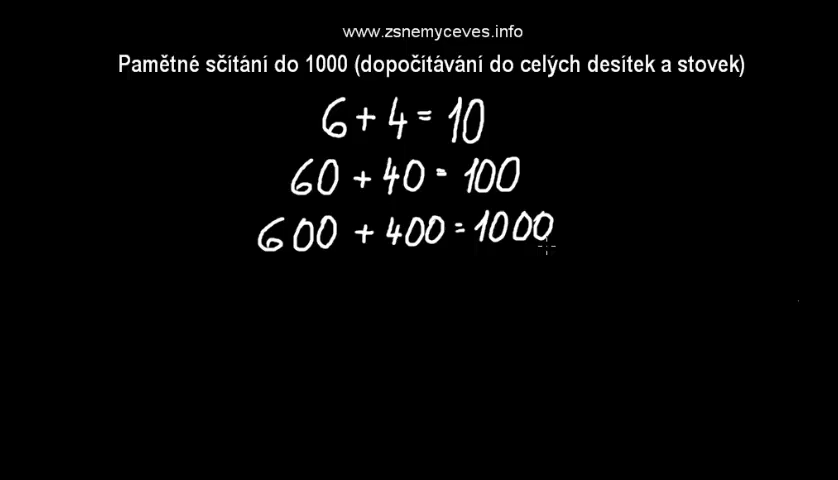 www.zsnemyceves.info
Pamětné sčítání do 1000 (dopočítávání do celých desítek a stovek)
6 + 4 = 10
60 + 40 = 100
600 + 400 = 1000